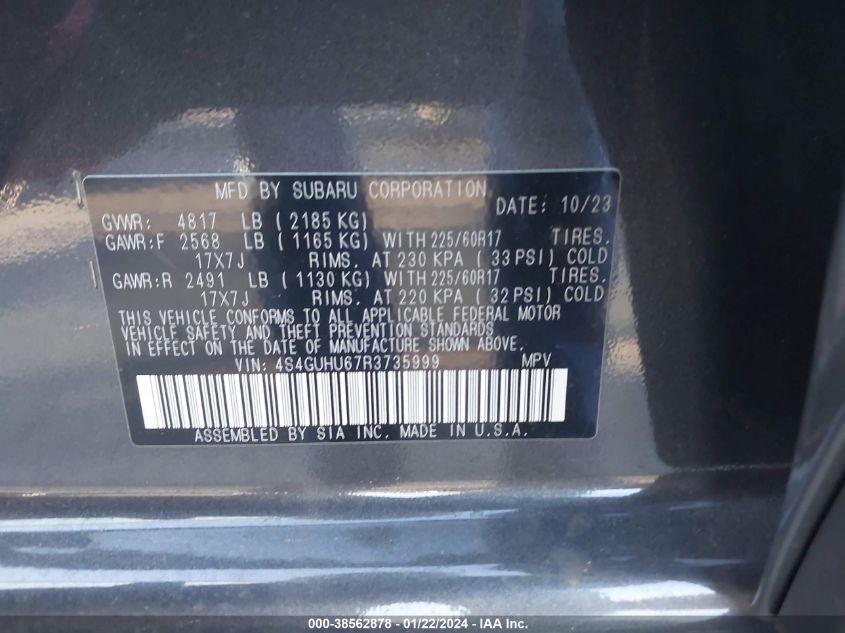 MFD BY SUBARU CORPORATION
DATE: 10/23
GVWR: 4817 LB ( 2185 KG)
GAWR:F 2568 LB ( 1165 KG) WITH 225/60R17 TIRES.
17X7J RIMS. AT 230 KPA ( 33 PSI) COLD
GAWR:R 2491 LB ( 1130 KG) WITH 225/60R17 TIRES.
17X7J RIMS. AT 220 KPA ( 32 PSI) COLD
THIS VEHICLE CONFORMS TO ALL APPLICABLE FEDERAL MOTOR
VEHICLE SAFETY AND THEFT PREVENTION STANDARDS
IN EFFECT ON THE DATE OF MANUFACTURE SHOWN ABOVE.
VIN: 4S4GUHU67R3735999 MPV
ASSEMBLED BY SIA INC. MADE IN U.S.A.
000-38562878 - 01/22/2024 - IAA Inc.